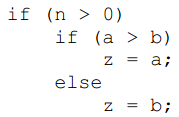 if (n > 0)
    if (a > b)
        z = a;
    else
        z = b;